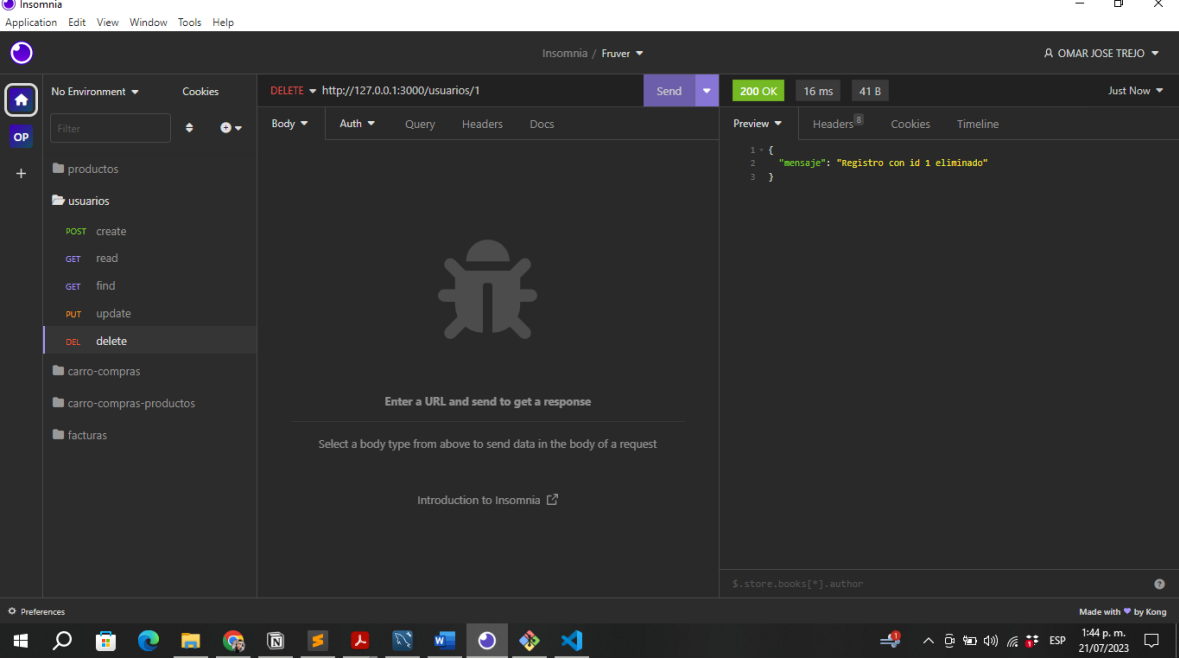 Insomnia
Application Edit View Window Tools Help
Insomnia / Fruver
OMAR JOSE TREJO
No Environment
Cookies
DELETE http://127.0.0.1:3000/usuarios/1
Send
200 OK
16 ms
41 B
Just Now
OP
Filter
Body
Auth
Query
Headers
Docs
Preview
Headers 8
Cookies
Timeline
productos
usuarios
POST create
GET read
GET find
PUT update
DEL delete
carro-compras
carro-compras-productos
facturas
1 {
2 "mensaje": "Registro con id 1 eliminado"
3 }
Enter a URL and send to get a response
Select a body type from above to send data in the body of a request
Introduction to Insomnia
$.store.books[*].author
Preferences
Made with by Kong
1
ESP
1:44 p. m.
21/07/2023